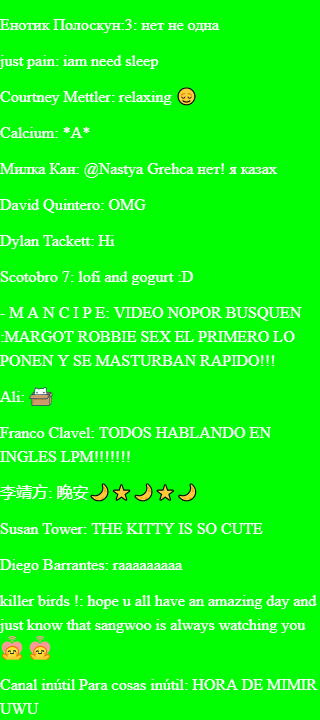 Енотик Полоскун:3: нет не одна
just pain: iam need sleep
Courtney Mettler: relaxing 😌
Calcium: *A*
Милка Кан: @Nastya Grehca нет! я казах
David Quintero: OMG
Dylan Tackett: Hi
Scotobro 7: lofi and gogurt :D
- M A N C I P E: VIDEO NOPOR BUSQUEN
:MARGOT ROBBIE SEX EL PRIMERO LO
PONEN Y SE MASTURBAN RAPIDO!!!
Ali:
Franco Clavel: TODOS HABLANDO EN
INGLES LPM!!!!!!!
李靖方: 晚安🌙⭐🌙⭐🌙
Susan Tower: THE KITTY IS SO CUTE
Diego Barrantes: raaaaaaaaa
killer birds !: hope u all have an amazing day and
just know that sangwoo is always watching you
🤗 🤗
Canal inútil Para cosas inútil: HORA DE MIMIR
UWU